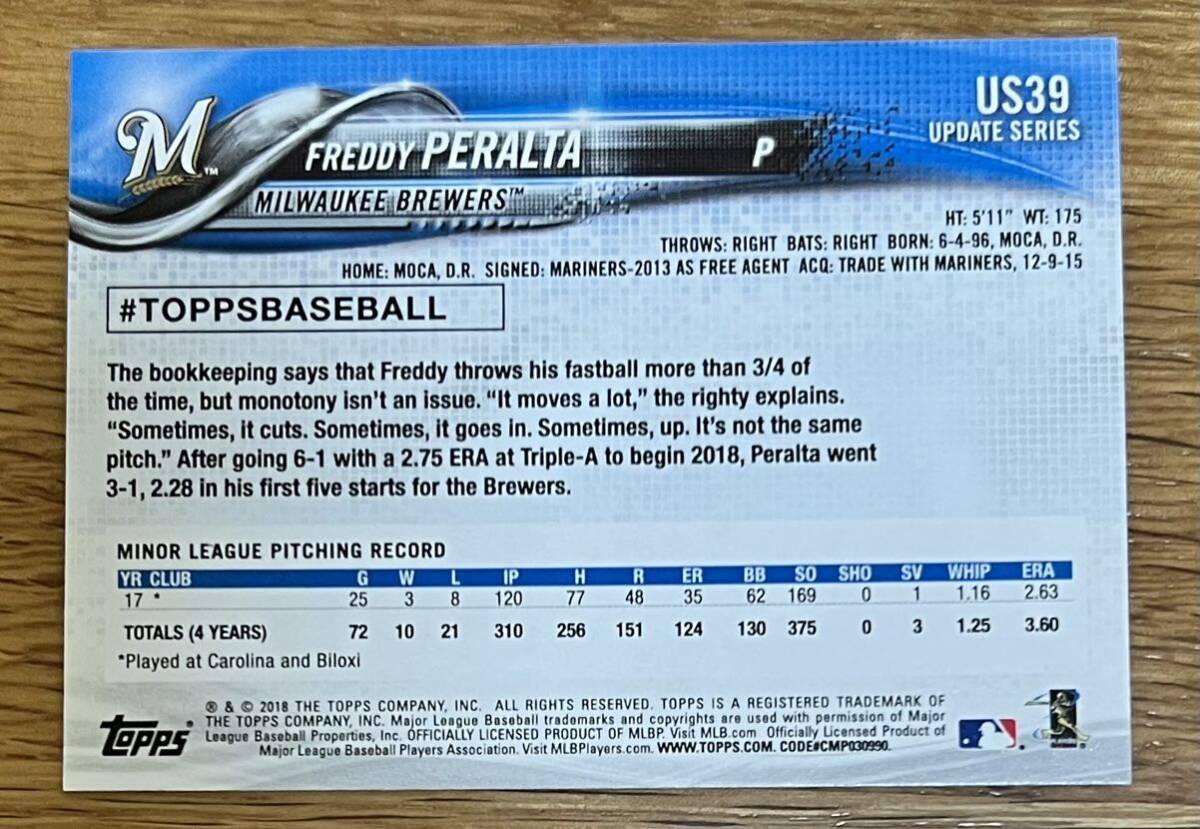 US39
UPDATE SERIES
M™
FREDDY PERALTA P
MILWAUKEE BREWERS™
HT: 5'11" WT: 175
THROWS: RIGHT BATS: RIGHT BORN: 6-4-96, MOCA, D.R.
HOME: MOCA, D.R. SIGNED: MARINERS-2013 AS FREE AGENT ACQ: TRADE WITH MARINERS, 12-9-15
#TOPPSBASEBALL
The bookkeeping says that Freddy throws his fastball more than 3/4 of
the time, but monotony isn't an issue. "It moves a lot," the righty explains.
"Sometimes, it cuts. Sometimes, it goes in. Sometimes, up. It's not the same
pitch." After going 6-1 with a 2.75 ERA at Triple-A to begin 2018, Peralta went
3-1, 2.28 in his first five starts for the Brewers.
MINOR LEAGUE PITCHING RECORD
YR CLUB G W L IP H R ER BB SO SHO SV WHIP ERA
17 * 25 3 8 120 77 48 35 62 169 0 1 1.16 2.63
TOTALS (4 YEARS) 72 10 21 310 256 151 124 130 375 0 3 1.25 3.60
*Played at Carolina and Biloxi
® & © 2018 THE TOPPS COMPANY, INC. ALL RIGHTS RESERVED. TOPPS IS A REGISTERED TRADEMARK OF
THE TOPPS COMPANY, INC. Major League Baseball trademarks and copyrights are used with permission of Major
League Baseball Properties, Inc. OFFICIALLY LICENSED PRODUCT OF MLBP. Visit MLB.com Officially Licensed Product of
Major League Baseball Players Association. Visit MLBPlayers.com. WWW.TOPPS.COM. CODE#CMP030990.
Topps®